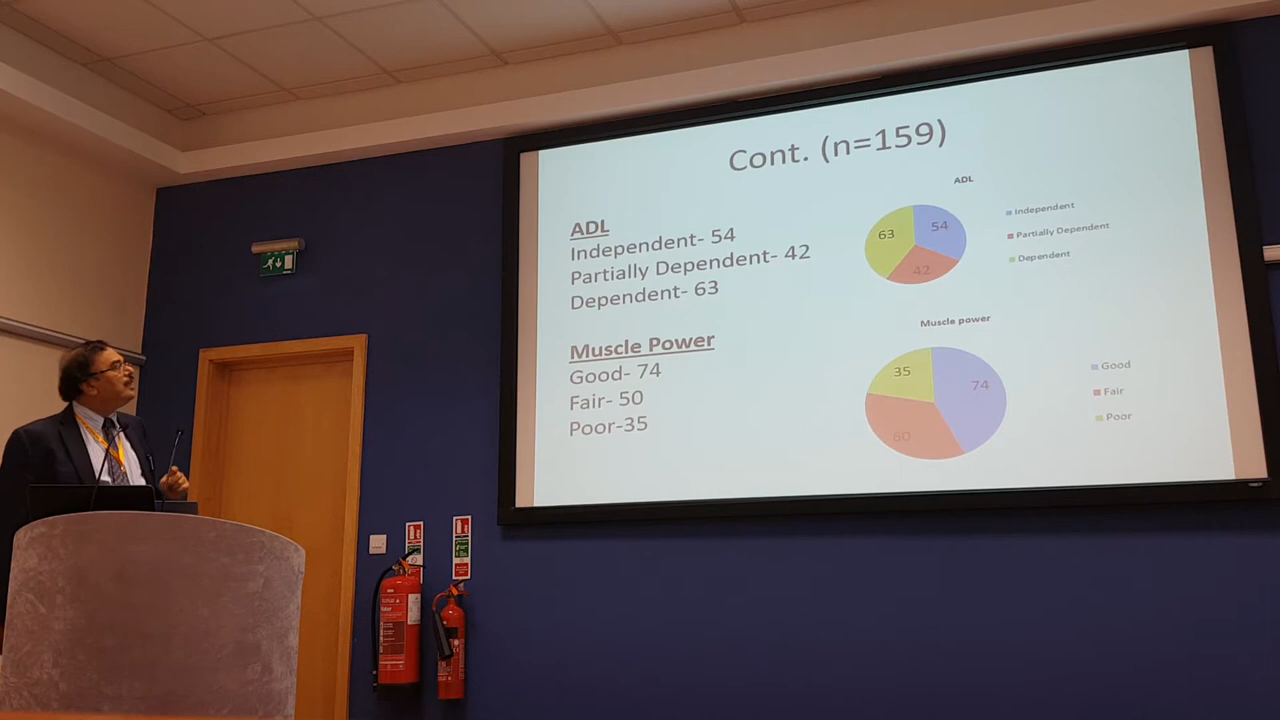 Cont. (n=159)
ADL
Independent- 54
Partially Dependent- 42
Dependent- 63
Muscle Power
Good- 74
Fair- 50
Poor-35
ADL
63
54
42
Independent
Partially Dependent
Dependent
Muscle power
35
74
Good
Fair
Poor